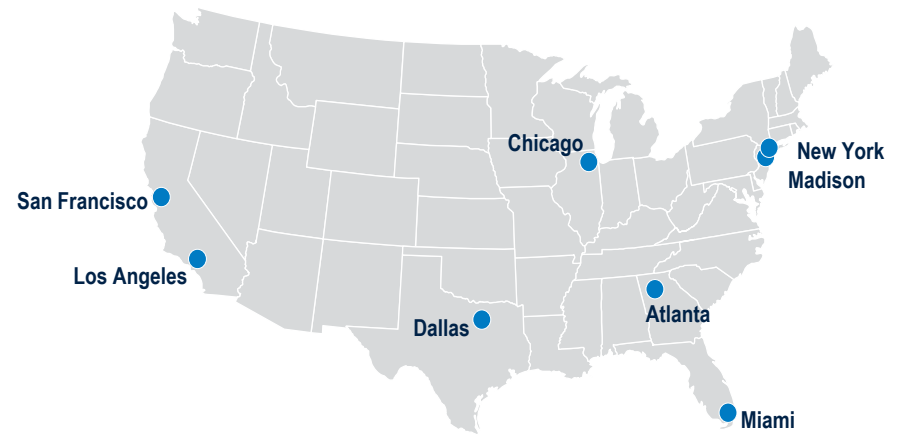 Chicago
New York
Madison
San Francisco
Los Angeles
Atlanta
Dallas
Miami